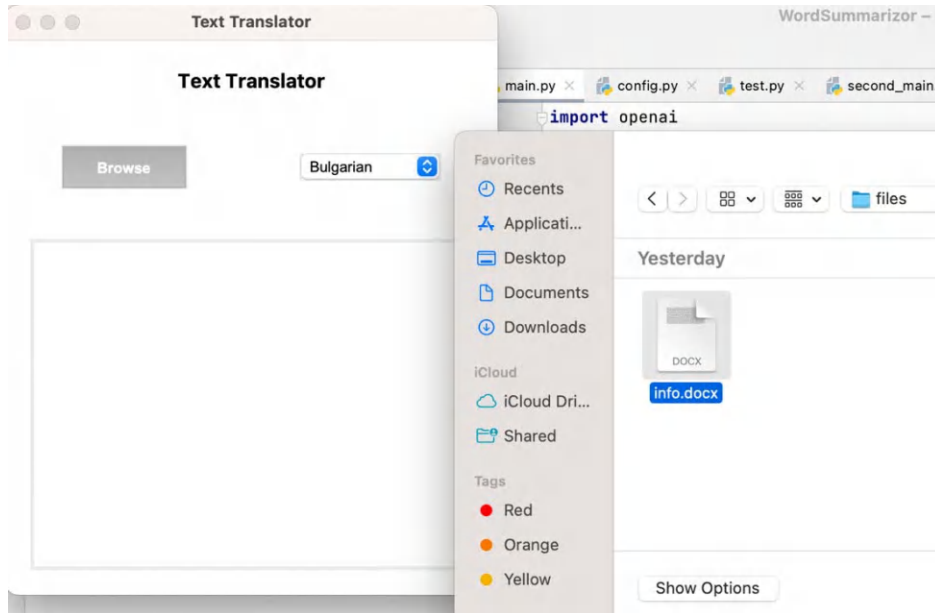 Text Translator
WordSummarizor –
Text Translator
main.py
config.py
test.py
second_main
import openai
Browse
Bulgarian
Favorites
Recents
Applicati...
Desktop
Documents
Downloads
iCloud
iCloud Dri...
Shared
Tags
Red
Orange
Yellow
files
Yesterday
DOCX
info.docx
Show Options